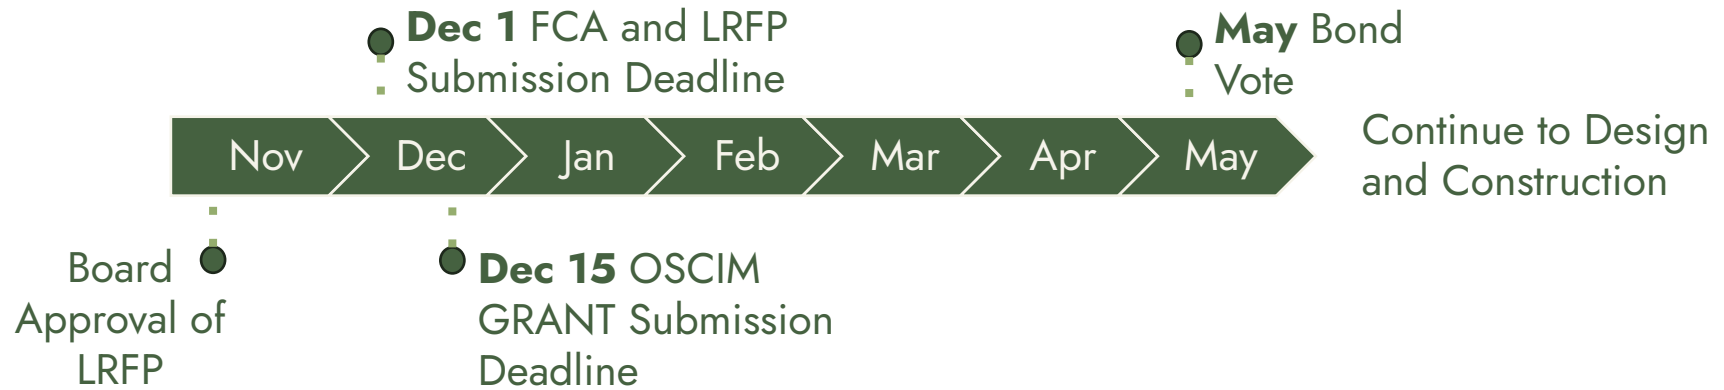 Dec 1 FCA and LRFP
Submission Deadline
May Bond
Vote
Nov
Dec
Jan
Feb
Mar
Apr
May
Continue to Design
and Construction
Board
Approval of
LRFP
Dec 15 OSCIM
GRANT Submission
Deadline